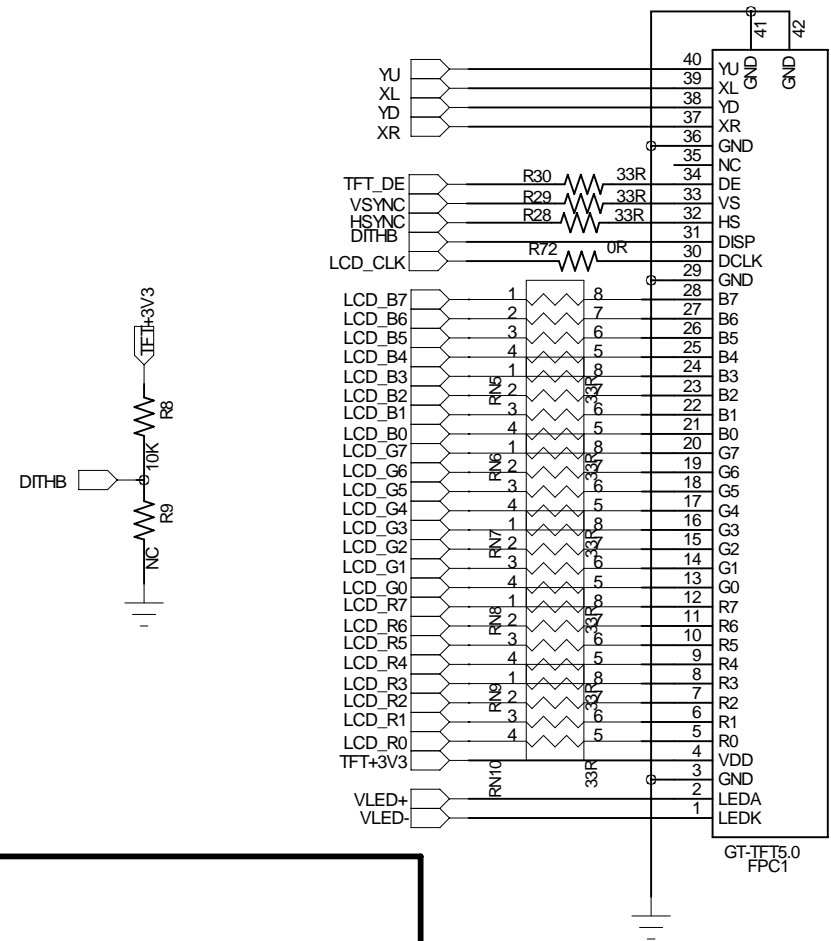 41 42
GND GND
YU 40 YU
XL 39 XL
YD 38 YD
XR 37 XR
36 GND
35 NC
TFT_DE R30 33R 34 DE
VSYNC R29 33R 33 VS
HSYNC R28 33R 32 HS
DITHB 31 DISP
LCD_CLK R72 0R 30 DCLK
29 GND
LCD_B7 1 8 28 B7
LCD_B6 2 7 27 B6
LCD_B5 3 6 26 B5
LCD_B4 4 5 25 B4
LCD_B3 1 8 24 B3
RN5 33R
LCD_B2 2 7 23 B2
LCD_B1 3 6 22 B1
LCD_B0 4 5 21 B0
LCD_G7 1 8 20 G7
RN6 33R
LCD_G6 2 7 19 G6
LCD_G5 3 6 18 G5
LCD_G4 4 5 17 G4
LCD_G3 1 8 16 G3
RN7 33R
LCD_G2 2 7 15 G2
LCD_G1 3 6 14 G1
LCD_G0 4 5 13 G0
LCD_R7 1 8 12 R7
RN8 33R
LCD_R6 2 7 11 R6
LCD_R5 3 6 10 R5
LCD_R4 4 5 9 R4
LCD_R3 1 8 8 R3
RN9 33R
LCD_R2 2 7 7 R2
LCD_R1 3 6 6 R1
LCD_R0 4 5 5 R0
TFT+3V3 4 VDD
RN10 33R
3 GND
VLED+ 2 LEDA
VLED- 1 LEDK
GT-TFT5.0
FPC1
TFT+3V3
R8
10K
DITHB
R9
NC